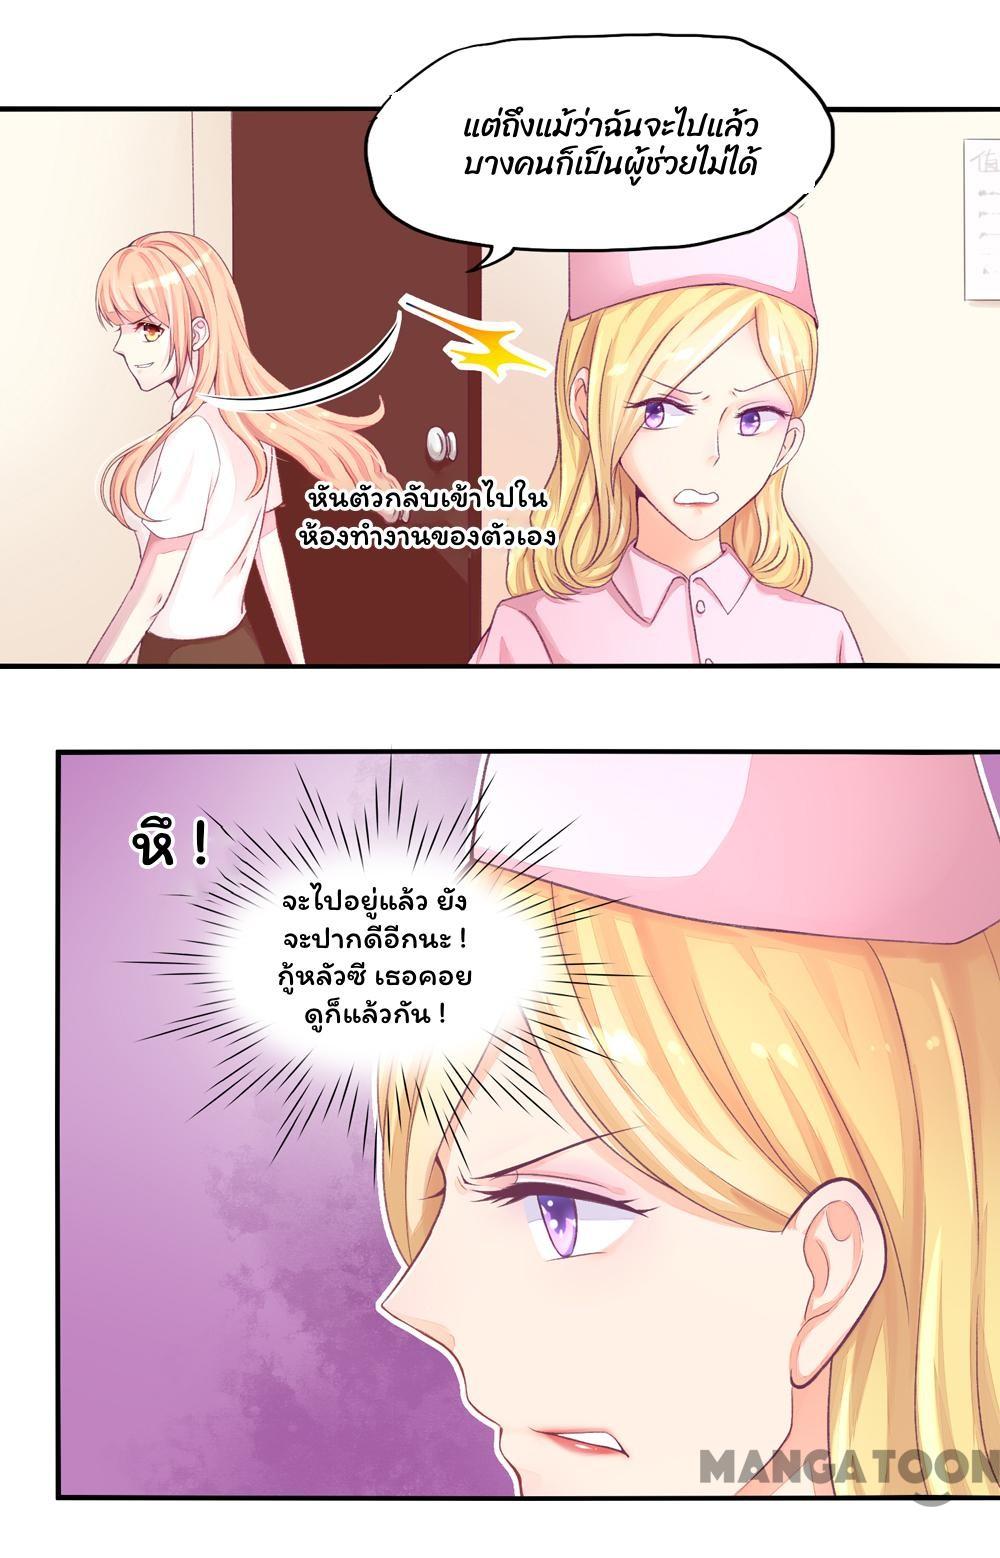 แต่ถึงแม้ว่าฉันจะไปแล้ว
บางคนก็เป็นผู้ช่วยไม่ได้
值
หันตัวกลับเข้าไปใน
ห้องทำงานของตัวเอง
หึ !
จะไปอยู่แล้ว ยัง
จะปากดีอีกนะ !
กู้หลัวซี เธอคอย
ดูก็แล้วกัน !
MANGATOON